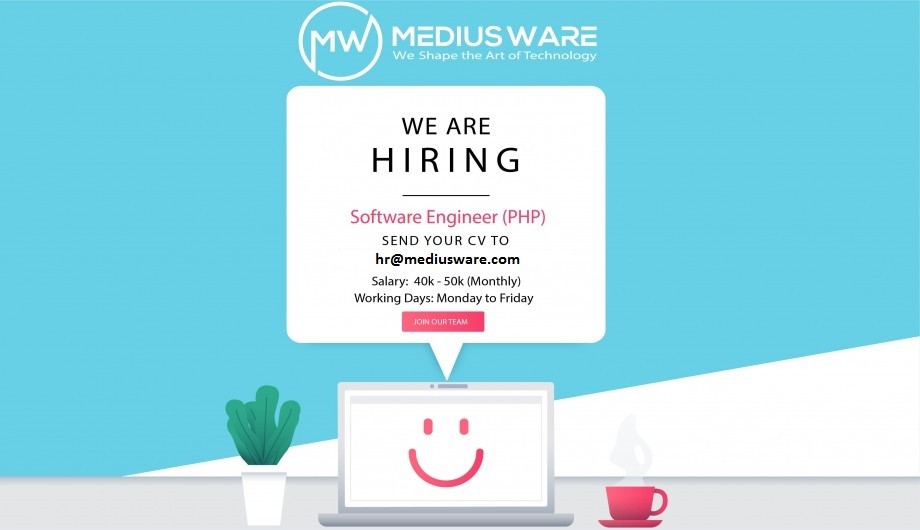 MW
MEDIUS WARE
We Shape the Art of Technology
WE ARE
HIRING
Software Engineer (PHP)
SEND YOUR CV TO
hr@mediusware.com
Salary: 40k - 50k (Monthly)
Working Days: Monday to Friday
JOIN OUR TEAM